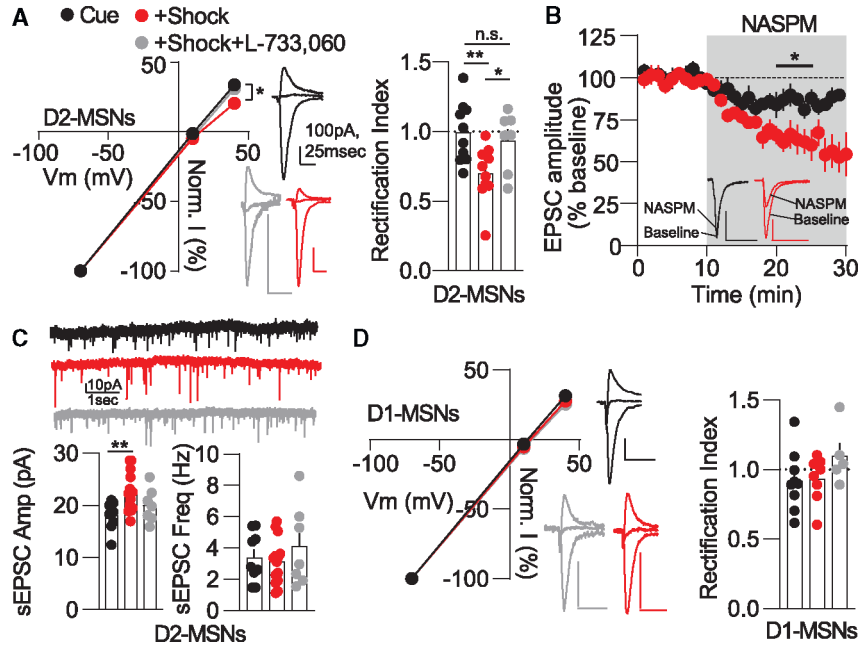 A
Cue
+Shock
+Shock+L-733,060
50
D2-MSNs
-100
-50
50
Vm (mV)
-50
-100
Norm. I (%)
*
100pA,
25msec
n.s.
**
*
1.5
1.0
0.5
0.0
Rectification Index
D2-MSNs
B
NASPM
*
125
100
75
50
25
0
EPSC amplitude
(% baseline)
NASPM
Baseline
NASPM
Baseline
0
10
20
30
Time (min)
C
10pA
1sec
**
30
20
10
0
sEPSC Amp (pA)
10
8
6
4
2
0
sEPSC Freq (Hz)
D2-MSNs
D
50
D1-MSNs
-100
-50
50
Vm (mV)
-50
-100
Norm. I (%)
1.5
1.0
0.5
0.0
Rectification Index
D1-MSNs